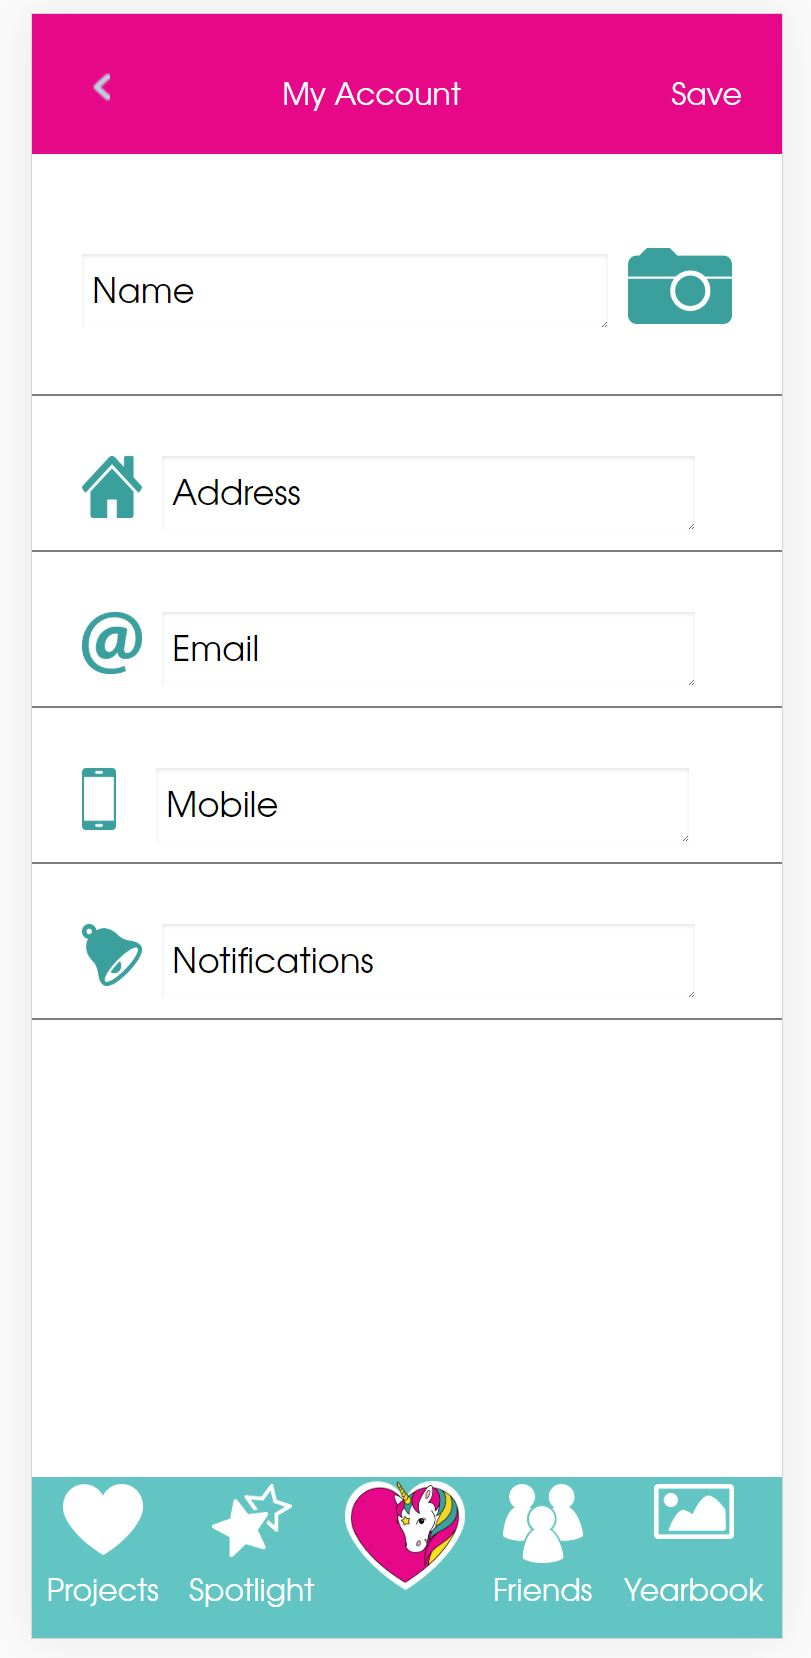 My Account Save
Name
Address
@ Email
Mobile
Notifications
Projects Spotlight Friends Yearbook